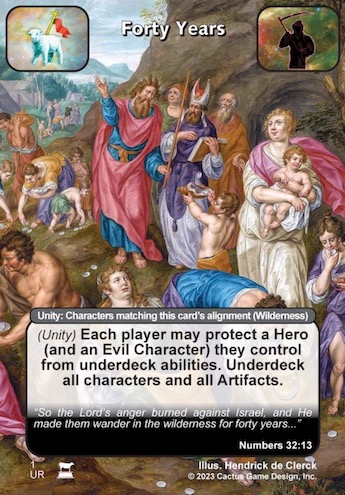 Forty Years
Unity: Characters matching this card's alignment (Wilderness)
(Unity) Each player may protect a Hero
(and an Evil Character) they control
from underdeck abilities. Underdeck
all characters and all Artifacts.
"So the Lord's anger burned against Israel, and He
made them wander in the wilderness for forty years..."
Numbers 32:13
1
UR
Illus. Hendrick de Clerck
© 2023 Cactus Game Design, Inc.